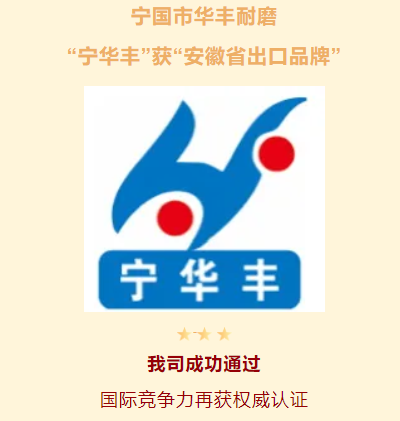 宁国市华丰耐磨
“宁华丰”获“安徽省出口品牌”
宁华丰
我司成功通过
国际竞争力再获权威认证